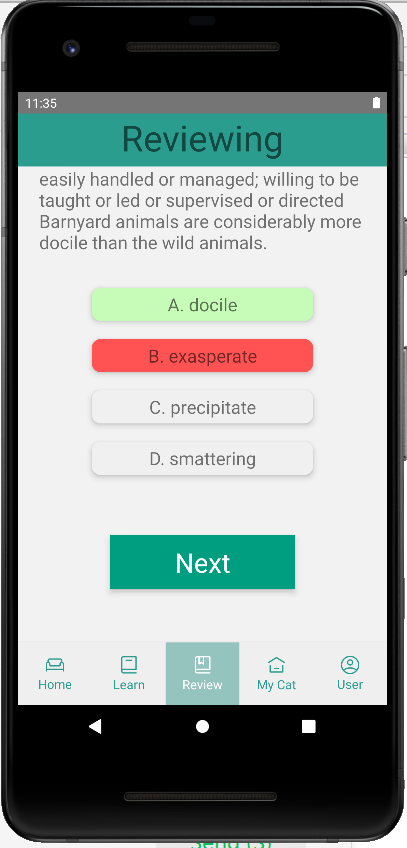 11:35
Reviewing
easily handled or managed; willing to be
taught or led or supervised or directed
Barnyard animals are considerably more
docile than the wild animals.
A. docile
B. exasperate
C. precipitate
D. smattering
Next
Home Learn Review My Cat User